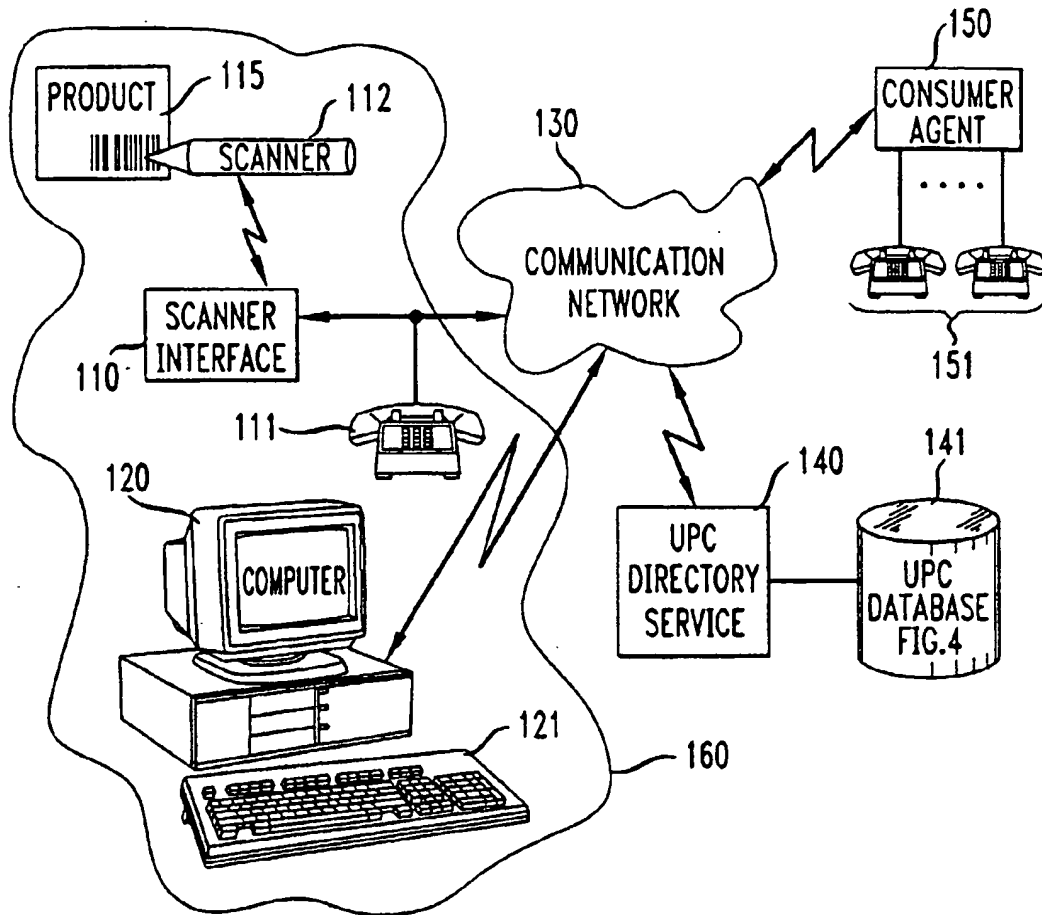 PRODUCT
115
112
SCANNER
SCANNER
INTERFACE
110
111
120
COMPUTER
121
160
130
COMMUNICATION
NETWORK
150
CONSUMER
AGENT
151
140
UPC
DIRECTORY
SERVICE
141
UPC
DATABASE
FIG.4